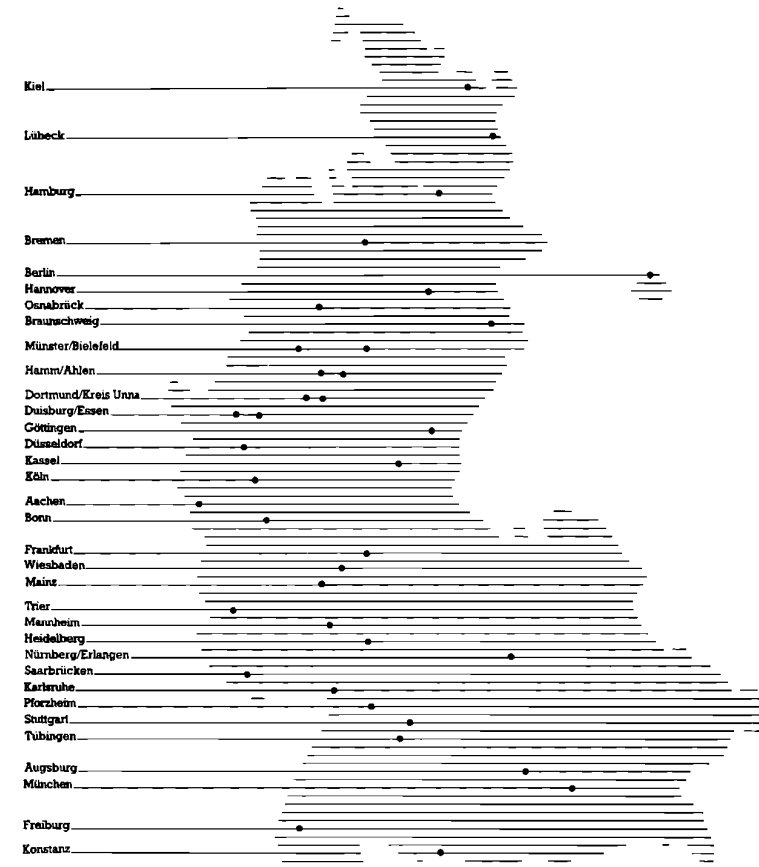 Kiel
Lübeck
Hamburg
Bremen
Berlin
Hannover
Osnabrück
Braunschweig
Münster/Bielefeld
Hamm/Ahlen
Dortmund/Kreis Unna
Duisburg/Essen
Göttingen
Düsseldorf
Kassel
Köln
Aachen
Bonn
Frankfurt
Wiesbaden
Mainz
Trier
Mannheim
Heidelberg
Nürnberg/Erlangen
Saarbrücken
Karlsruhe
Pforzheim
Stuttgart
Tübingen
Augsburg
München
Freiburg
Konstanz